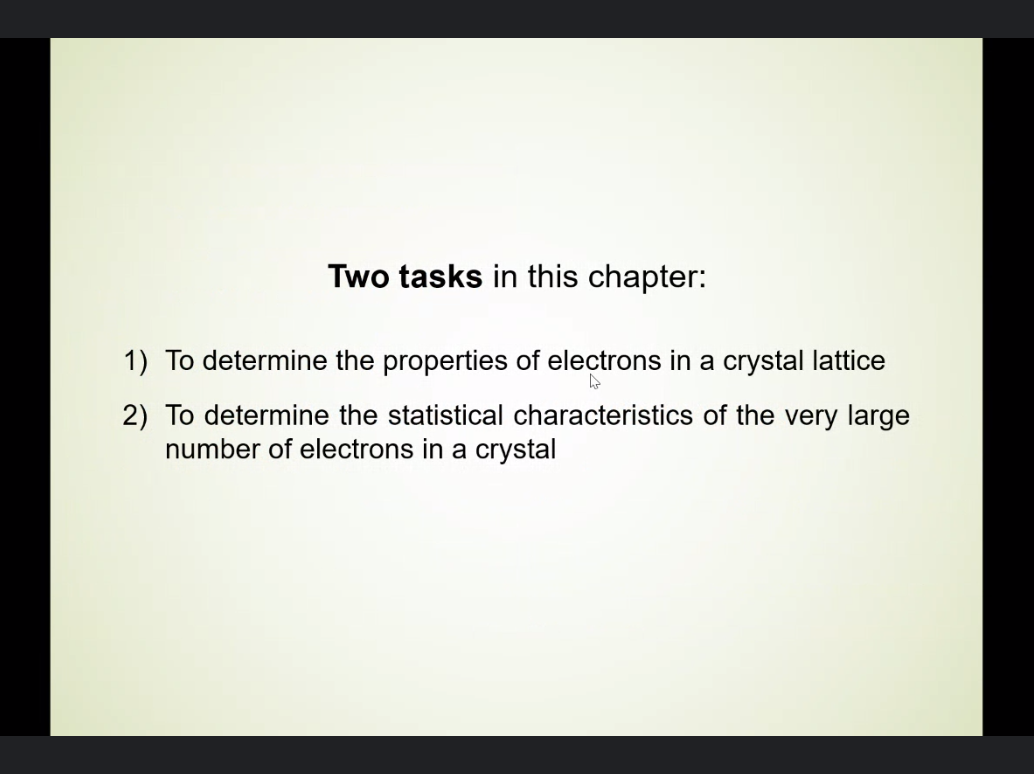 Two tasks in this chapter:
1) To determine the properties of electrons in a crystal lattice
2) To determine the statistical characteristics of the very large
number of electrons in a crystal